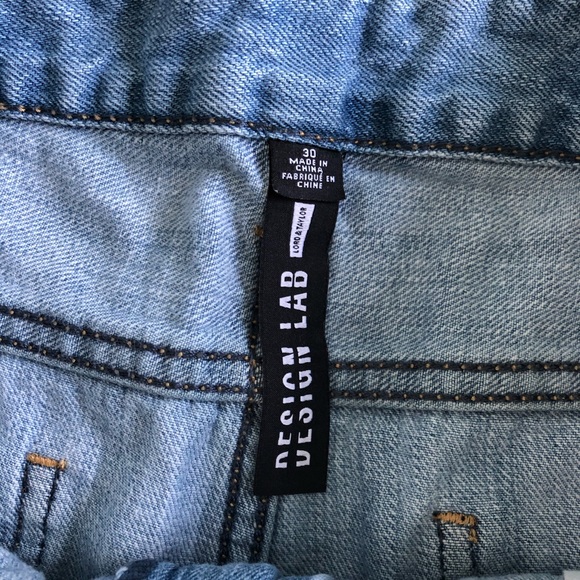 30
MADE IN
CHINA
FABRIQUÉ EN
CHINE
LORD & TAYLOR
DESIGN LAB